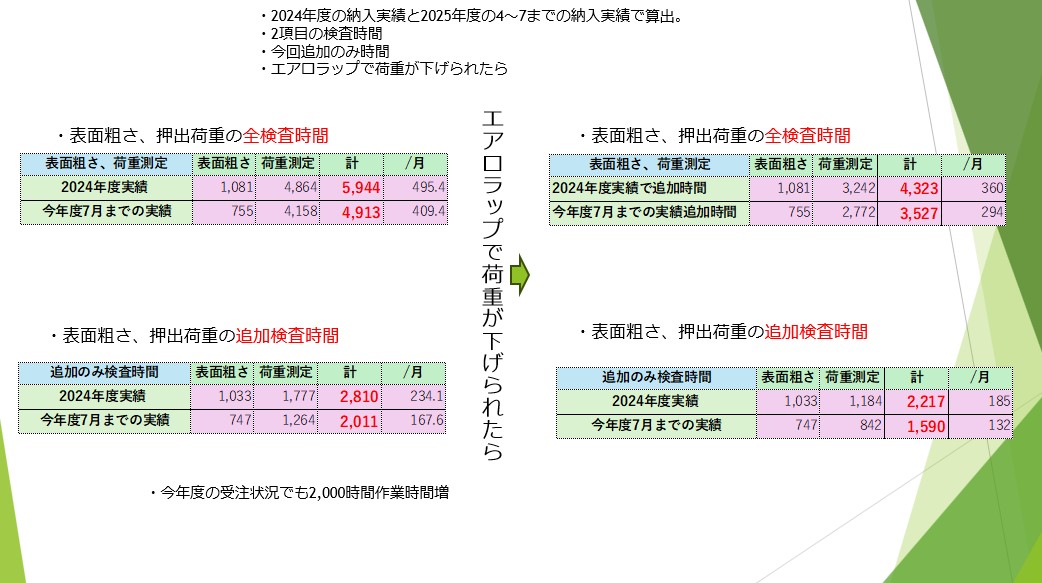 ・2024年度の納入実績と2025年度の4～7までの納入実績で算出。
・2項目の検査時間
・今回追加のみ時間
・エアロラップで荷重が下げられたら
・表面粗さ、押出荷重の全検査時間
表面粗さ、荷重測定 表面粗さ 荷重測定 計 /月
2024年度実績 1,081 4,864 5,944 495.4
今年度7月までの実績 755 4,158 4,913 409.4
・表面粗さ、押出荷重の追加検査時間
追加のみ検査時間 表面粗さ 荷重測定 計 /月
2024年度実績 1,033 1,777 2,810 234.1
今年度7月までの実績 747 1,264 2,011 167.6
・今年度の受注状況でも2,000時間作業時間増
エアロラップで荷重が下げられたら
・表面粗さ、押出荷重の全検査時間
表面粗さ、荷重測定 表面粗さ 荷重測定 計 /月
2024年度実績で追加時間 1,081 3,242 4,323 360
今年度7月までの実績追加時間 755 2,772 3,527 294
・表面粗さ、押出荷重の追加検査時間
追加のみ検査時間 表面粗さ 荷重測定 計 /月
2024年度実績 1,033 1,184 2,217 185
今年度7月までの実績 747 842 1,590 132